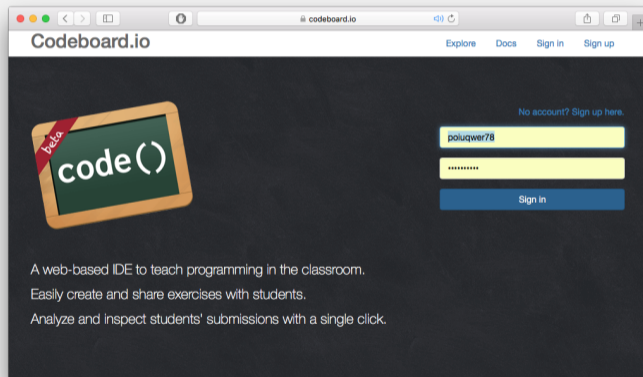 codeboard.io
Codeboard.io
Explore Docs Sign in Sign up
No account? Sign up here.
beta
code()
poiuqwer78
••••••••••
Sign in
A web-based IDE to teach programming in the classroom.
Easily create and share exercises with students.
Analyze and inspect students' submissions with a single click.